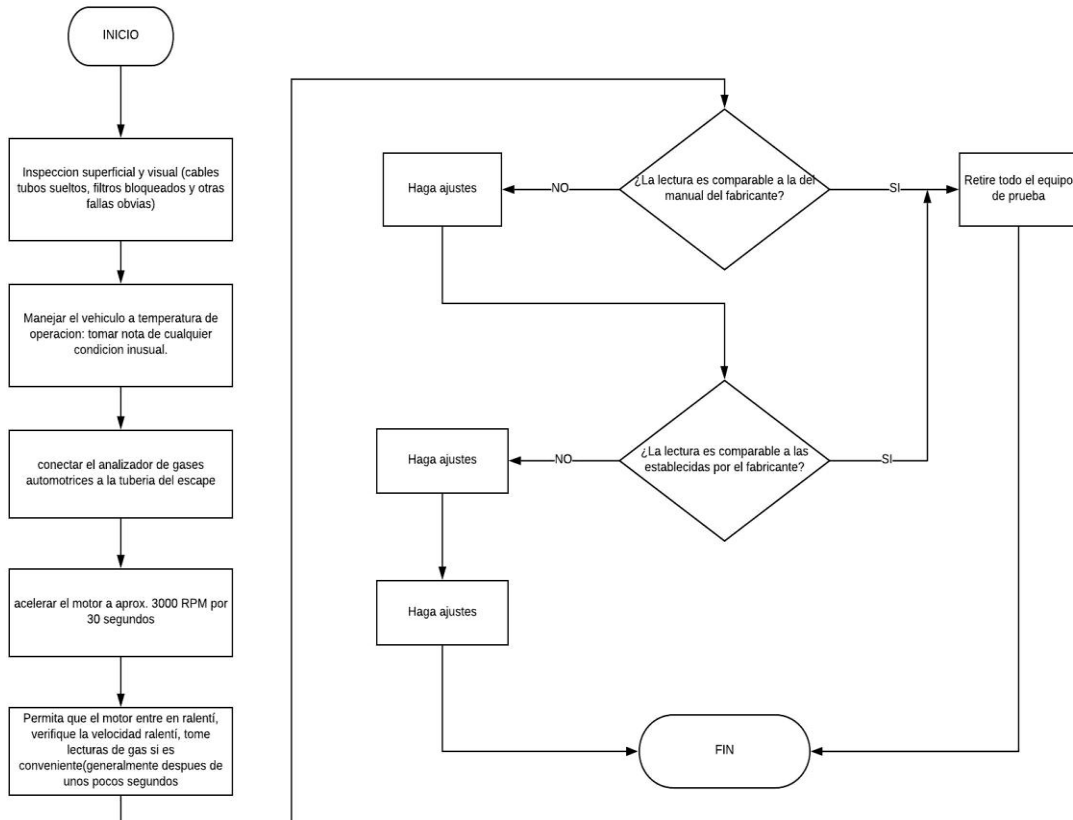 INICIO
Inspeccion superficial y visual (cables
tubos sueltos, filtros bloqueados y otras
fallas obvias)
Manejar el vehiculo a temperatura de
operacion: tomar nota de cualquier
condicion inusual.
conectar el analizador de gases
automotrices a la tuberia del escape
acelerar el motor a aprox. 3000 RPM por
30 segundos
Permita que el motor entre en ralentí,
verifique la velocidad ralentí, tome
lecturas de gas si es
conveniente(generalmente despues de
unos pocos segundos
¿La lectura es comparable a la del
manual del fabricante?
NO
Haga ajustes
SI
Retire todo el equipo
de prueba
¿La lectura es comparable a las
establecidas por el fabricante?
NO
Haga ajustes
SI
Haga ajustes
FIN